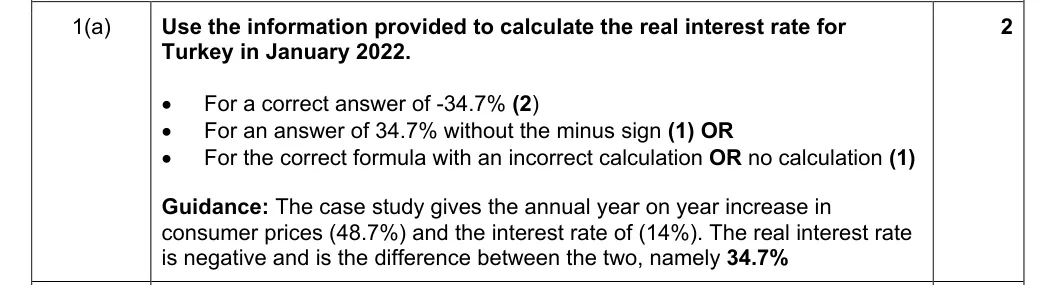 1(a) Use the information provided to calculate the real interest rate for 2
Turkey in January 2022.
• For a correct answer of -34.7% (2)
• For an answer of 34.7% without the minus sign (1) OR
• For the correct formula with an incorrect calculation OR no calculation (1)
Guidance: The case study gives the annual year on year increase in
consumer prices (48.7%) and the interest rate of (14%). The real interest rate
is negative and is the difference between the two, namely 34.7%